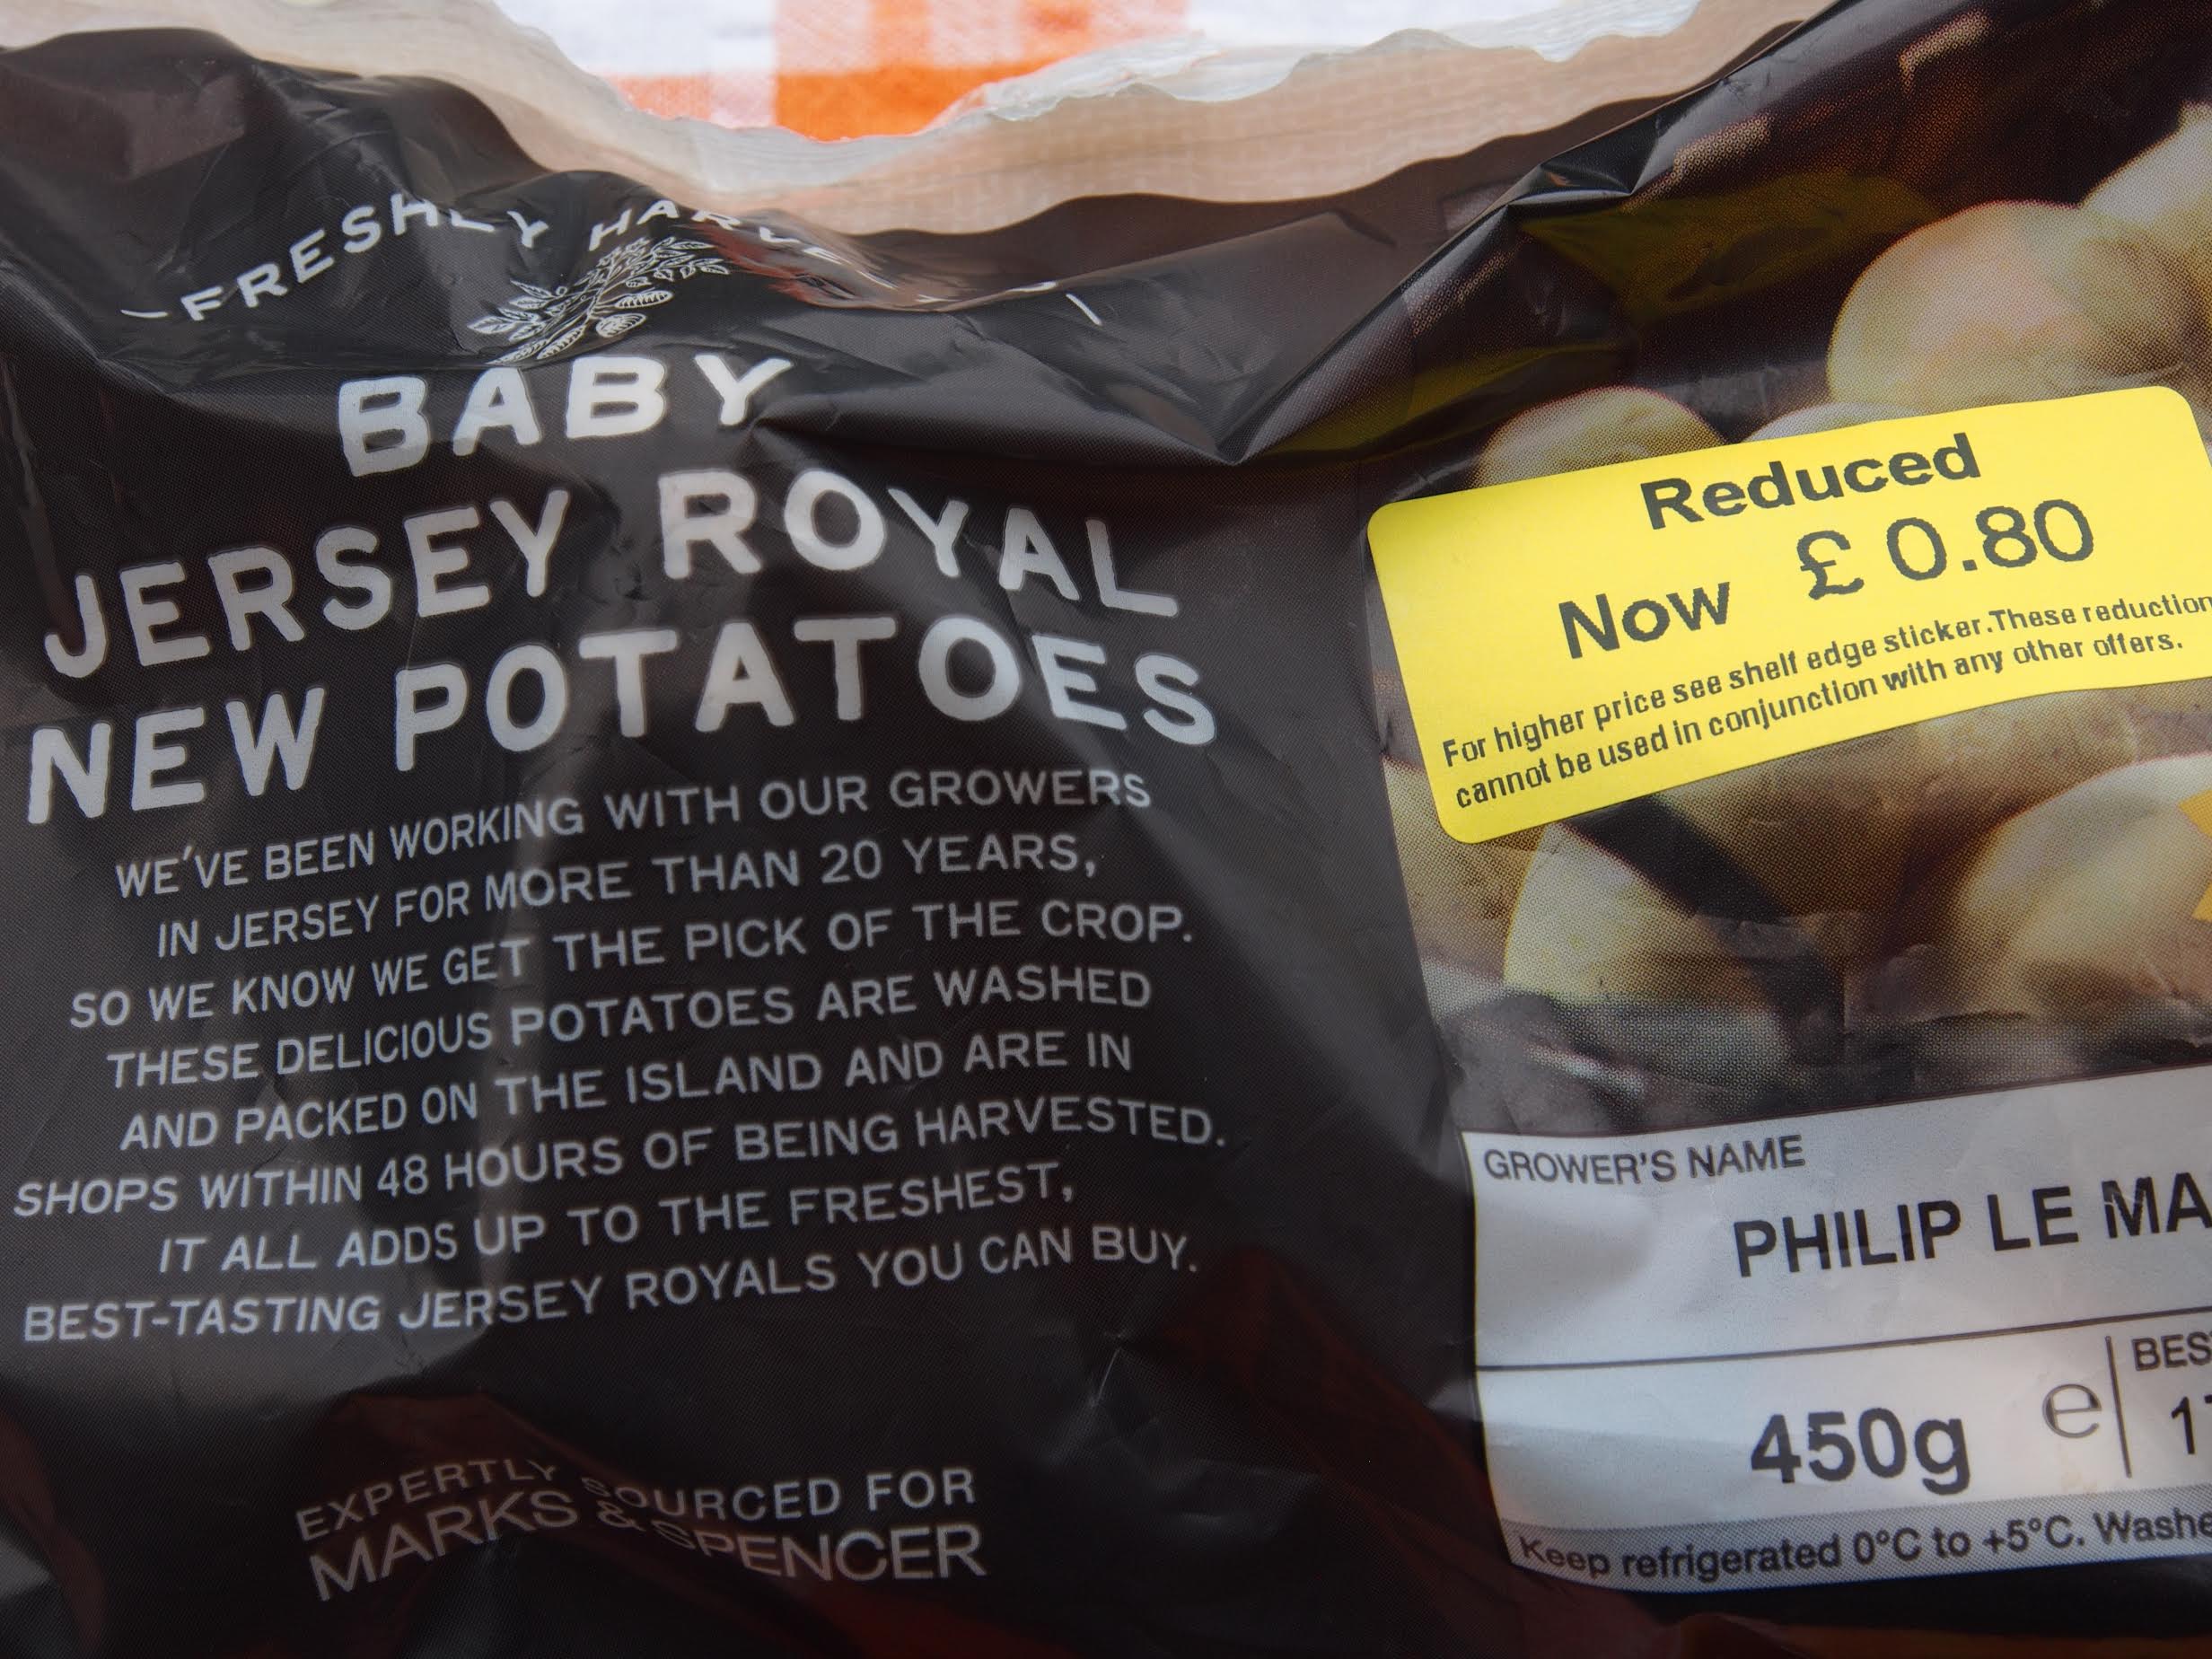 FRESHLY
BABY
JERSEY ROYAL
NEW POTATOES
WE'VE BEEN WORKING WITH OUR GROWERS
IN JERSEY FOR MORE THAN 20 YEARS,
SO WE KNOW WE GET THE PICK OF THE CROP.
THESE DELICIOUS POTATOES ARE WASHED
AND PACKED ON THE ISLAND AND ARE IN
SHOPS WITHIN 48 HOURS OF BEING HARVESTED.
IT ALL ADDS UP TO THE FRESHEST,
BEST-TASTING JERSEY ROYALS YOU CAN BUY.
EXPERTLY SOURCED FOR
MARKS & SPENCER
Reduced
Now £ 0.80
For higher price see shelf edge sticker.These reduction
cannot be used in conjunction with any other offers.
GROWER'S NAME
PHILIP LE MA
450g e
BES
17
Keep refrigerated 0°C to +5°C. Washe